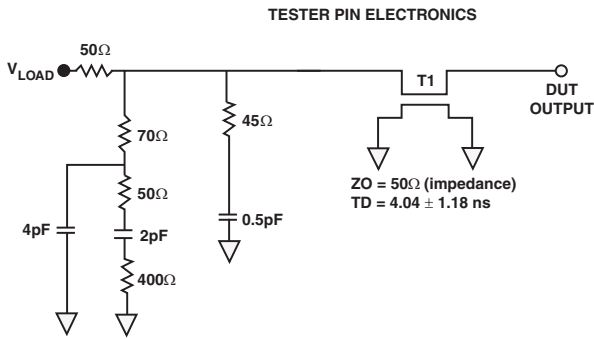 TESTER PIN ELECTRONICS
50Ω
VLOAD
T1
DUT
OUTPUT
70Ω
45Ω
50Ω
ZO = 50Ω (impedance)
TD = 4.04 ± 1.18 ns
4pF
2pF
0.5pF
400Ω